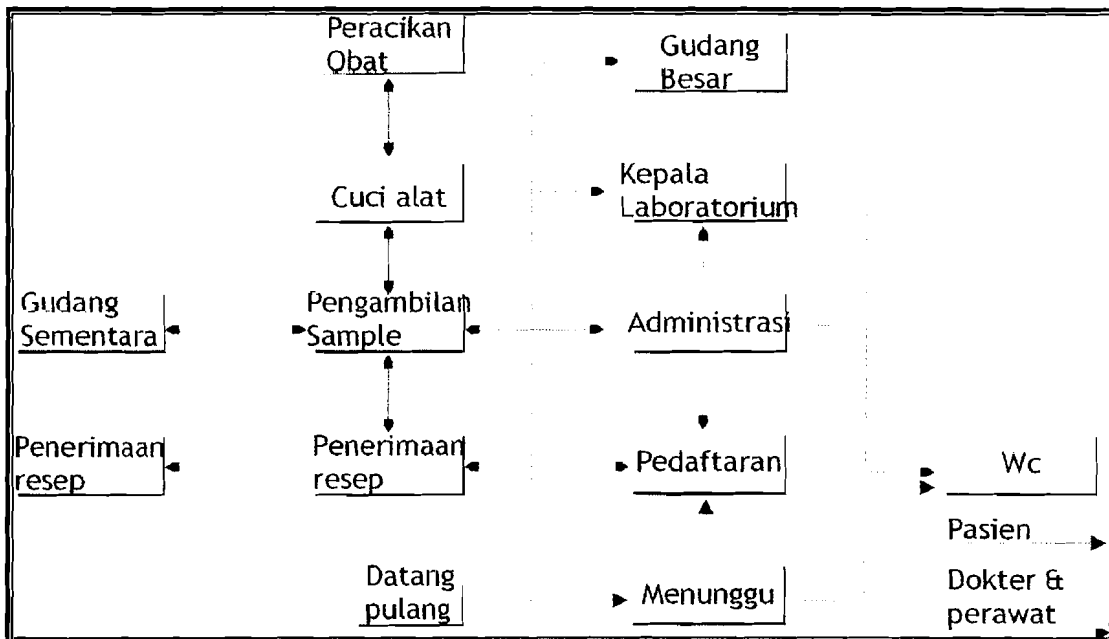 Peracikan
Obat
Gudang
Besar
Cuci alat
Kepala
Laboratorium
Gudang
Sementara
Pengambilan
Sample
Administrasi
Penerimaan
resep
Penerimaan
resep
Pedaftaran
Wc
Pasien
Datang
pulang
Menunggu
Dokter &
perawat